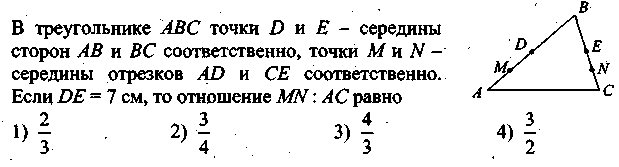 В треугольнике ABC точки D и E – середины
сторон AB и BC соответственно, точки M и N –
середины отрезков AD и CE соответственно.
Если DE = 7 см, то отношение MN : AC равно
1) 2/3 2) 3/4 3) 4/3 4) 3/2
B
D
E
M
N
A
C